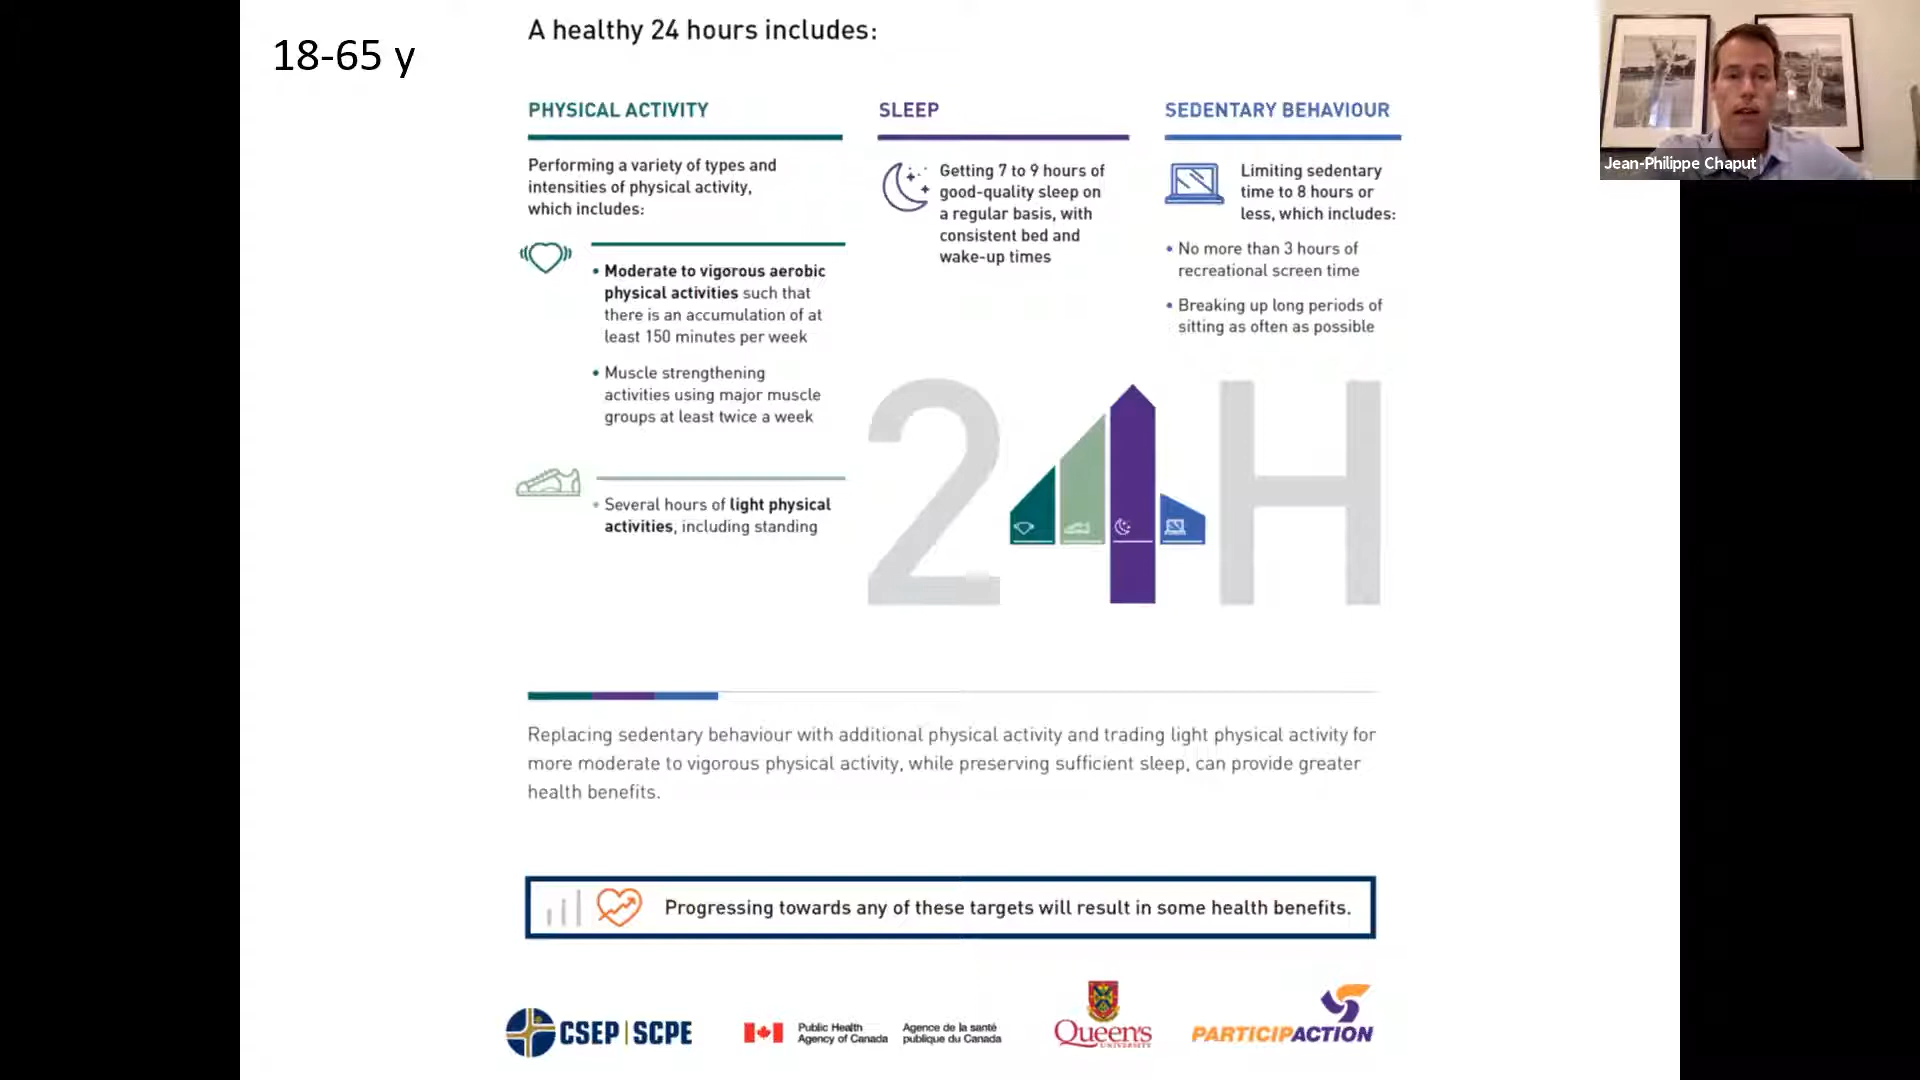 18-65 y
A healthy 24 hours includes:
PHYSICAL ACTIVITY
Performing a variety of types and
intensities of physical activity,
which includes:
• Moderate to vigorous aerobic
physical activities such that
there is an accumulation of at
least 150 minutes per week
• Muscle strengthening
activities using major muscle
groups at least twice a week
• Several hours of light physical
activities, including standing
SLEEP
Getting 7 to 9 hours of
good-quality sleep on
a regular basis, with
consistent bed and
wake-up times
SEDENTARY BEHAVIOUR
Limiting sedentary
time to 8 hours or
less, which includes:
• No more than 3 hours of
recreational screen time
• Breaking up long periods of
sitting as often as possible
24H
Replacing sedentary behaviour with additional physical activity and trading light physical activity for
more moderate to vigorous physical activity, while preserving sufficient sleep, can provide greater
health benefits.
Progressing towards any of these targets will result in some health benefits.
CSEP | SCPE
Public Health
Agency of Canada
Agence de la santé
publique du Canada
Queen's
UNIVERSITY
PARTICIPACTION
Jean-Philippe Chaput